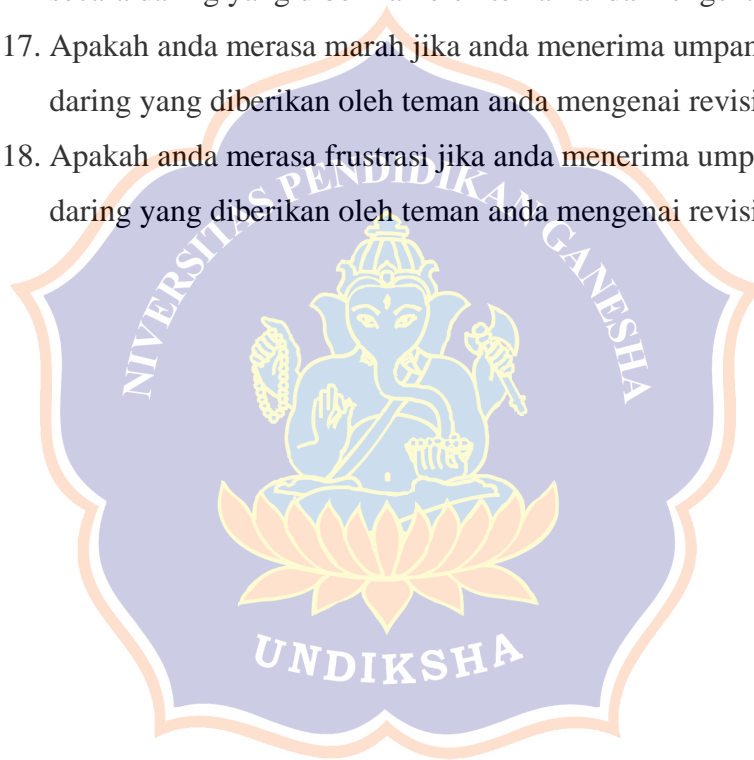 17. Apakah anda merasa marah jika anda menerima umpan
daring yang diberikan oleh teman anda mengenai revisi
18. Apakah anda merasa frustrasi jika anda menerima ump
daring yang diberikan oleh teman anda mengenai revisi
NIVERSITAS PENDIDIKAN GANESHA
UNDIKSHA